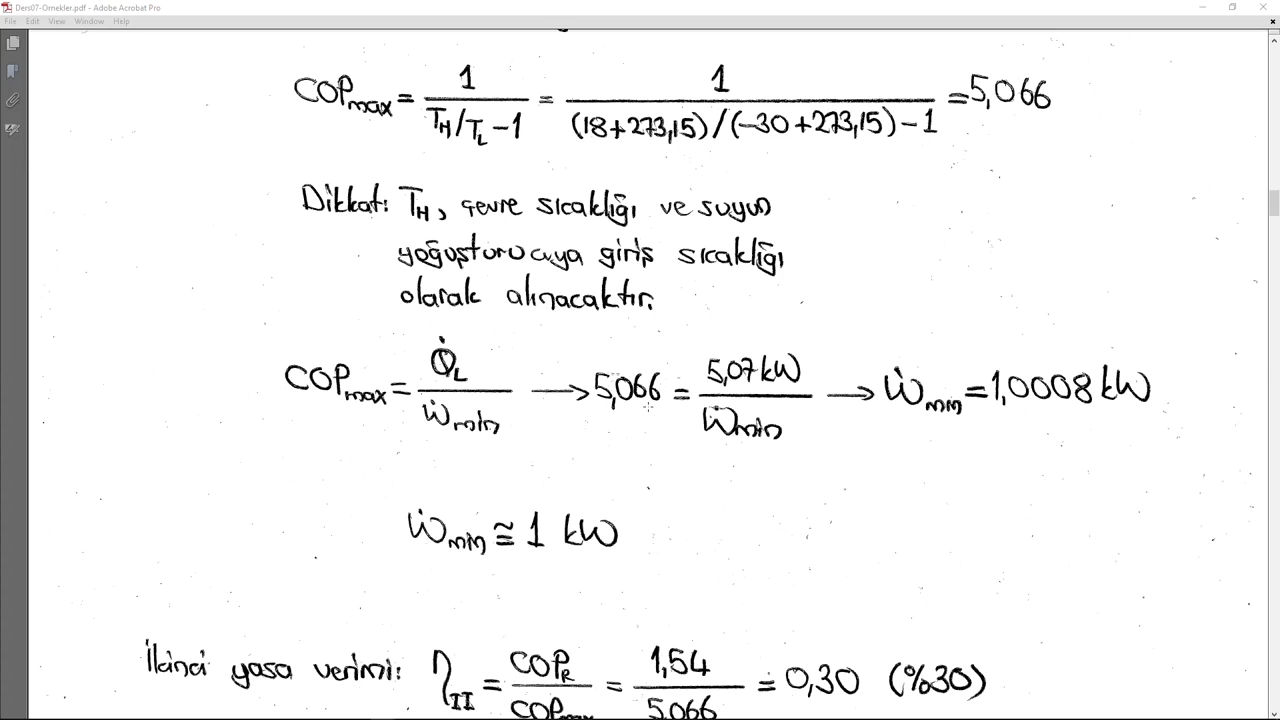 Ders07-Ornekler.pdf - Adobe Acrobat Pro
File Edit View Window Help
COPmax = 1 / (TH/TL - 1) = 1 / ((18+273,15)/(-30+273,15)-1) = 5,066
Dikkat: TH, çevre sıcaklığı ve suyun
yoğuşturucuya giriş sıcaklığı
olarak alınacaktır.
COPmax = Q̇L / Ẇmin → 5,066 = 5,07 kW / Ẇmin → Ẇmin = 1,0008 kW
Ẇmin ≅ 1 kW
İkinci yasa verimi: ηII = COPR / COPmax = 1,54 / 5,066 = 0,30 (%30)